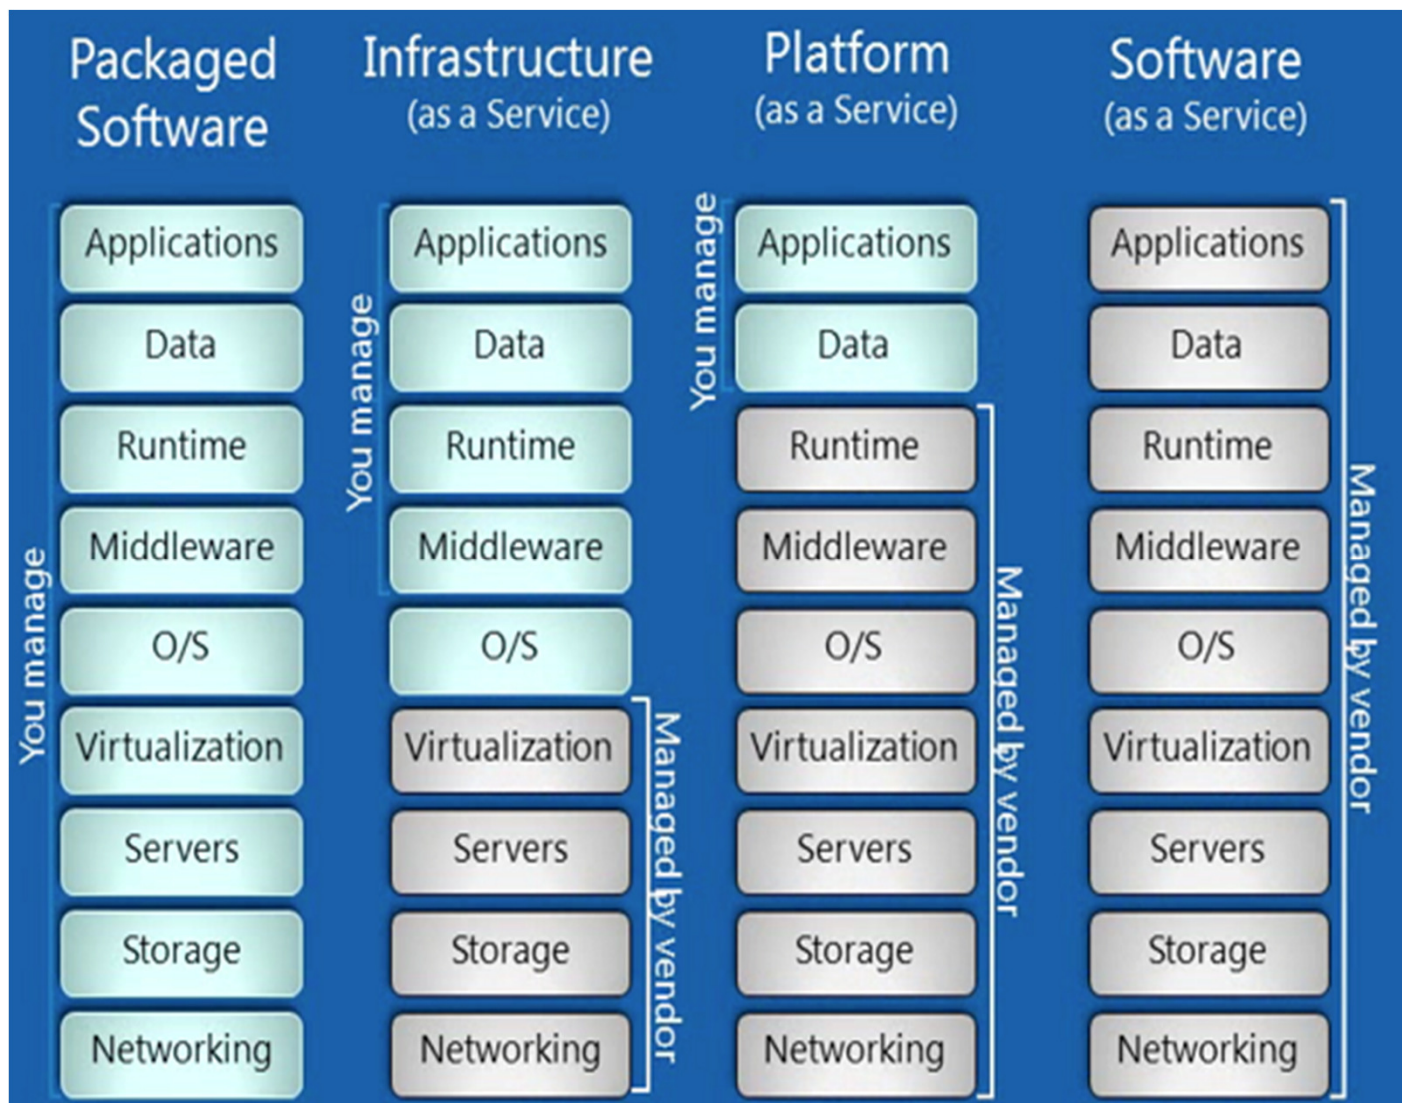 Packaged
Software
You manage
Applications
Data
Runtime
Middleware
O/S
Virtualization
Servers
Storage
Networking
Infrastructure
(as a Service)
You manage
Applications
Data
Runtime
Middleware
O/S
Virtualization
Servers
Storage
Networking
Managed by vendor
Platform
(as a Service)
You manage
Applications
Data
Runtime
Middleware
O/S
Virtualization
Servers
Storage
Networking
Managed by vendor
Software
(as a Service)
Applications
Data
Runtime
Middleware
O/S
Virtualization
Servers
Storage
Networking
Managed by vendor